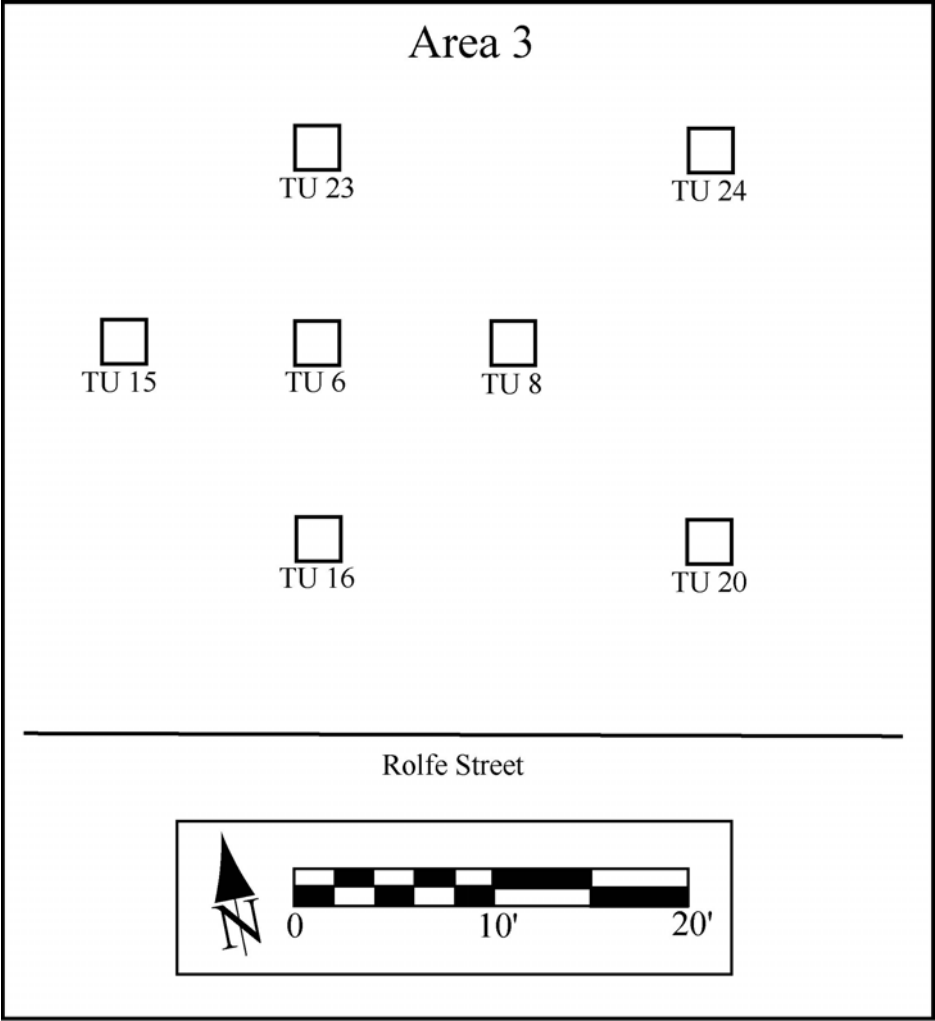 Area 3
TU 23
TU 24
TU 15
TU 6
TU 8
TU 16
TU 20
Rolfe Street
N
0 10' 20'